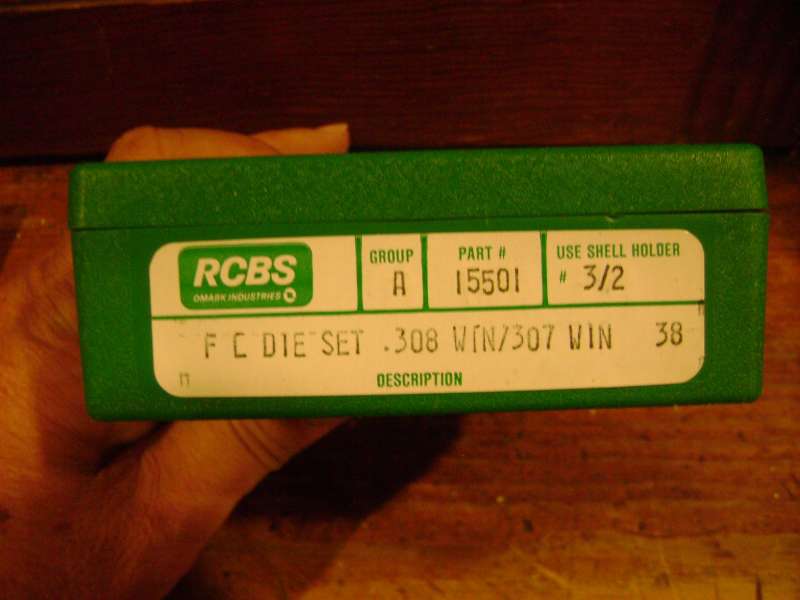 RCBS
OMARK INDUSTRIES
GROUP
A
PART #
15501
USE SHELL HOLDER
# 3/2
F L DIE SET .308 WIN/307 WIN 38
DESCRIPTION